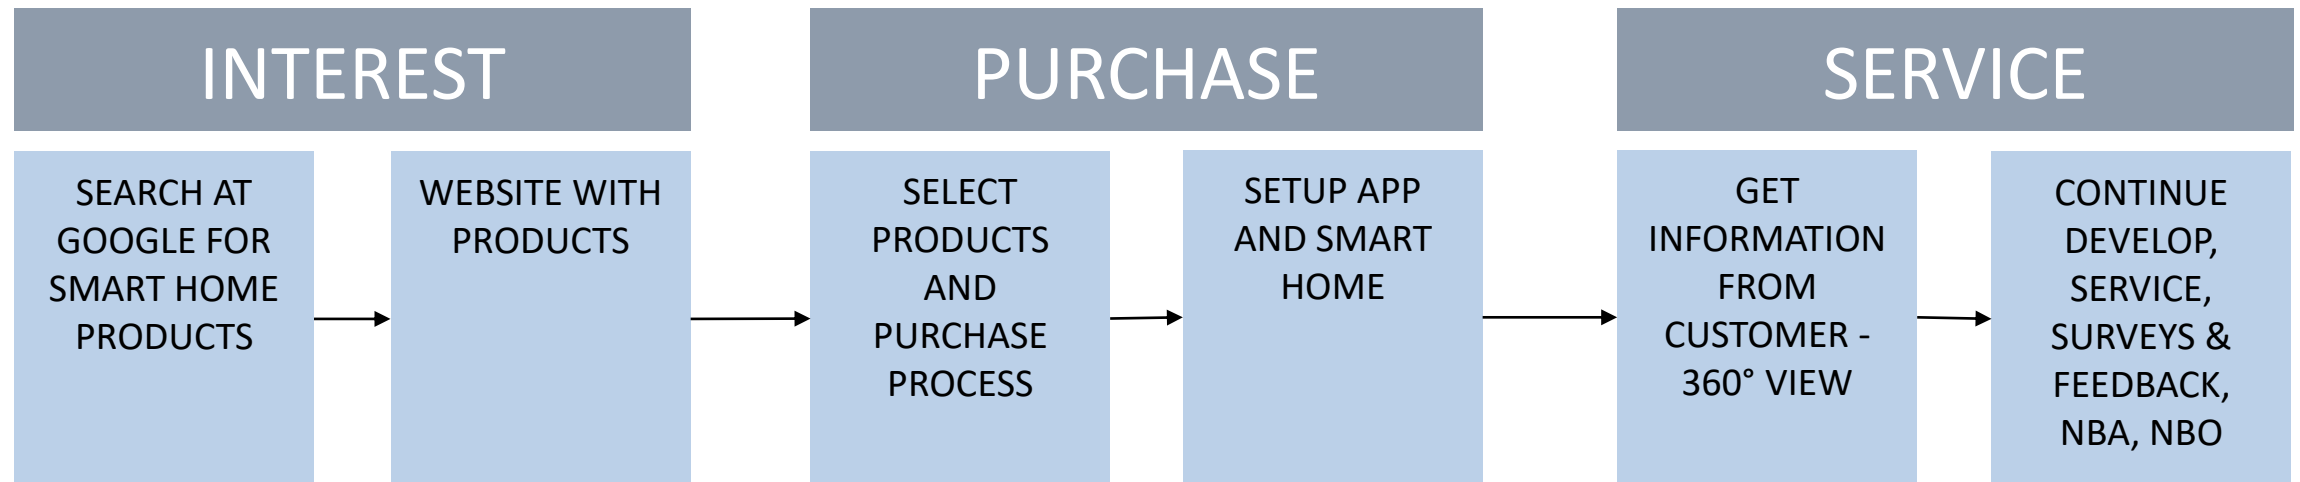 INTEREST
PURCHASE
SERVICE
SEARCH AT
GOOGLE FOR
SMART HOME
PRODUCTS
WEBSITE WITH
PRODUCTS
SELECT
PRODUCTS
AND
PURCHASE
PROCESS
SETUP APP
AND SMART
HOME
GET
INFORMATION
FROM
CUSTOMER -
360° VIEW
CONTINUE
DEVELOP,
SERVICE,
SURVEYS &
FEEDBACK,
NBA, NBO